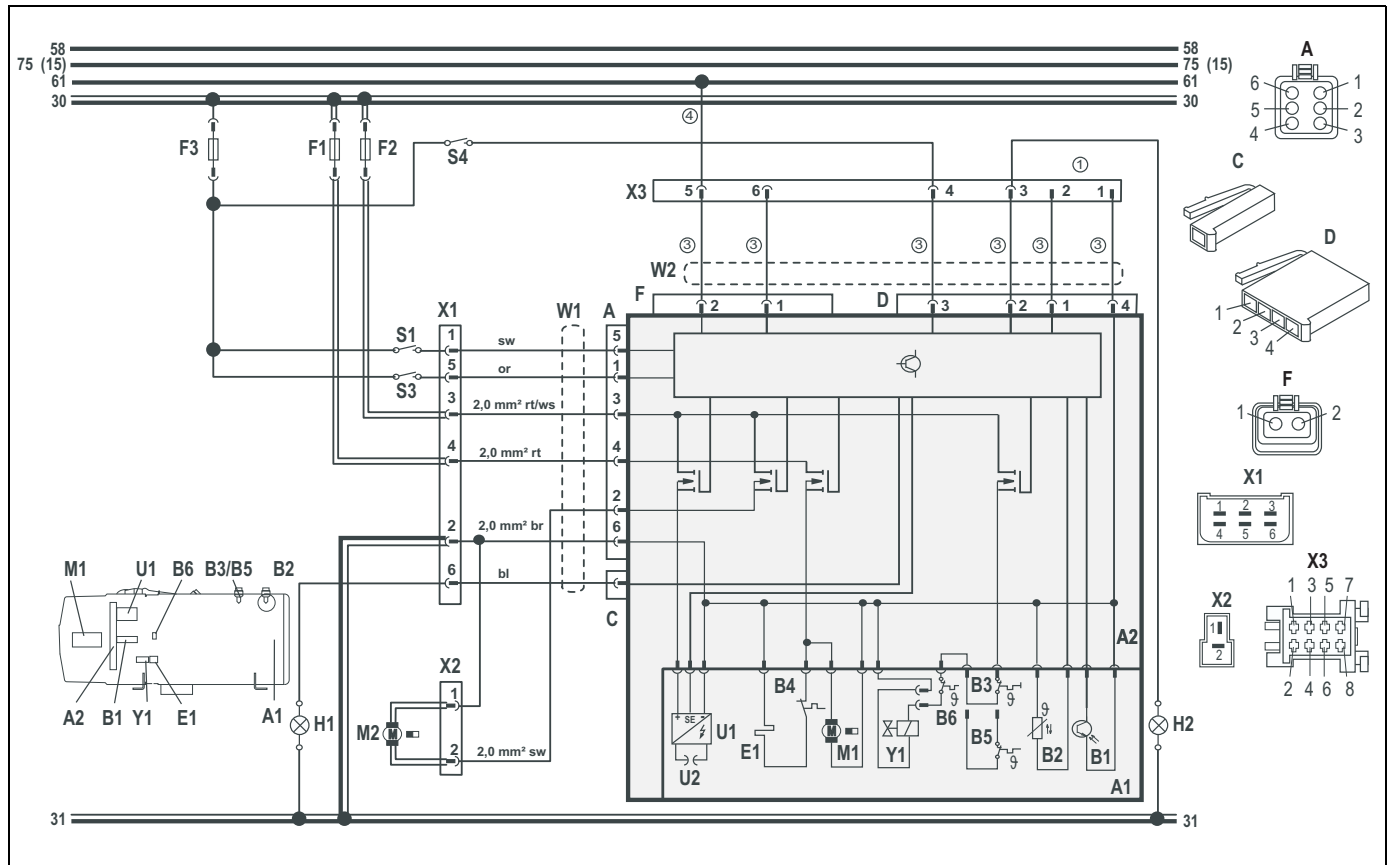 58 58
75 (15) 75 (15)
61 61
30 30
A
6 1
5 2
4 3
④
F3 F1 F2 S4
①
C
X3 5 6 4 3 2 1
D
③ ③ ③ ③ ③ ③
W2
F 2 1 D 3 2 1 4
1 2 3 4
X1 W1 A
S1 1 sw 5
S3 5 or 1
F
1 2
3 2,0 mm² rt/ws 3
4 2,0 mm² rt 4
2
2 2,0 mm² br 6
6 bl
C
X1
1 2 3
4 5 6
X3
1 3 5 7
2 4 6 8
X2
1
2
M1 U1 B6 B3/B5 B2
A2 B1 Y1 E1 A1
H1
X2
1
M2 M
2 2,0 mm² sw
A2
+ SE -
U1
U2
E1
B4
M
M1
Y1
B6
ϑ
B3
ϑ
B5
ϑ
B2
ϑ
B1
A1
H2
31 31